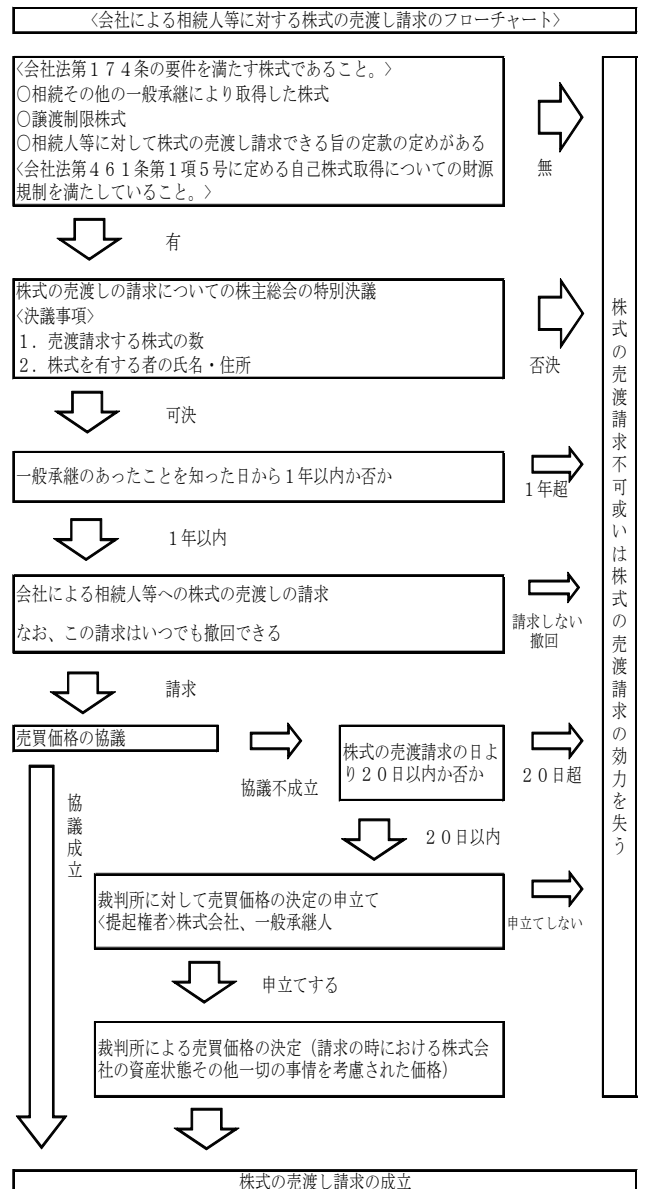 〈会社による相続人等に対する株式の売渡し請求のフローチャート〉
〈会社法第１７４条の要件を満たす株式であること。〉
○相続その他の一般承継により取得した株式
○譲渡制限株式
○相続人等に対して株式の売渡し請求できる旨の定款の定めがある
〈会社法第４６１条第１項５号に定める自己株式取得についての財源
規制を満たしていること。〉
無
有
株式の売渡しの請求についての株主総会の特別決議
〈決議事項〉
１．売渡請求する株式の数
２．株式を有する者の氏名・住所
否決
可決
一般承継のあったことを知った日から１年以内か否か
１年超
１年以内
会社による相続人等への株式の売渡しの請求
なお、この請求はいつでも撤回できる
請求しない
撤回
請求
売買価格の協議
協議不成立
株式の売渡請求の日よ
り２０日以内か否か
２０日超
協議成立
２０日以内
裁判所に対して売買価格の決定の申立て
〈提起権者〉株式会社、一般承継人
申立てしない
申立てする
裁判所による売買価格の決定（請求の時における株式会
社の資産状態その他一切の事情を考慮された価格）
株式の売渡請求不可或いは株式の売渡請求の効力を失う
株式の売渡し請求の成立